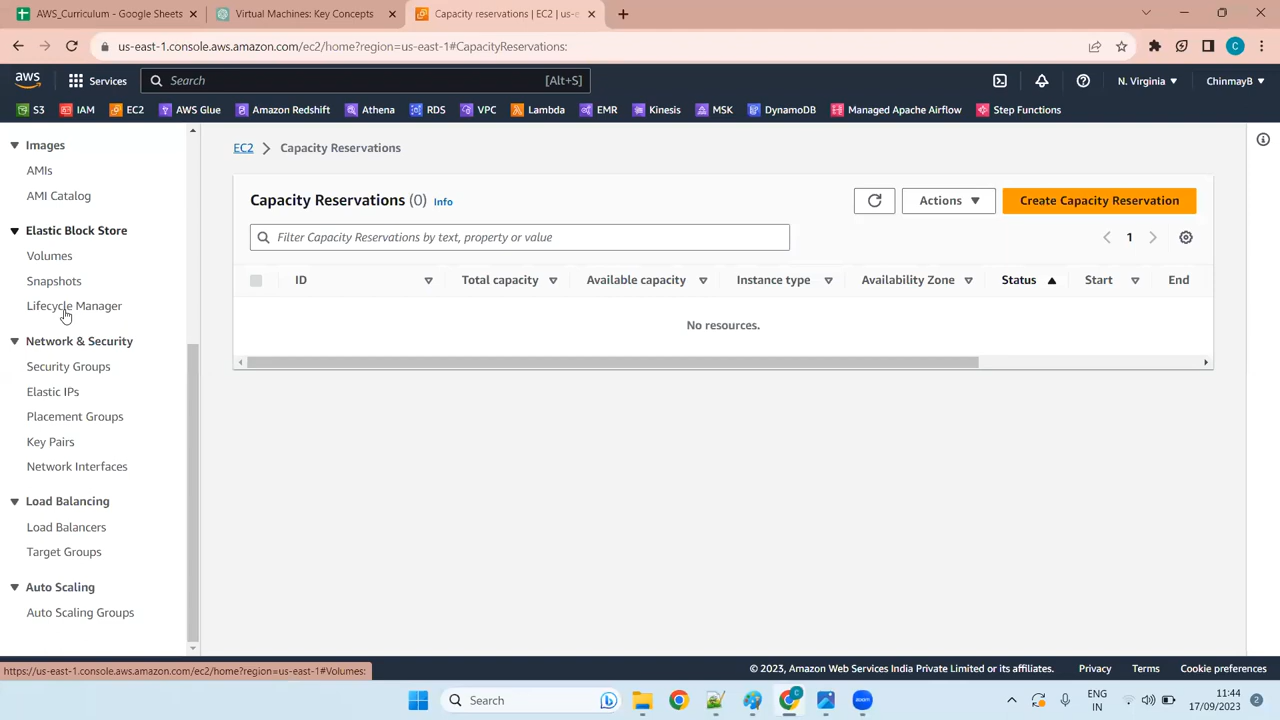 AWS_Curriculum - Google Sheets
Virtual Machines: Key Concepts
Capacity reservations | EC2 | us-e
us-east-1.console.aws.amazon.com/ec2/home?region=us-east-1#CapacityReservations:
C
aws
Services
Search
[Alt+S]
N. Virginia
ChinmayB
S3
IAM
EC2
AWS Glue
Amazon Redshift
Athena
RDS
VPC
Lambda
EMR
Kinesis
MSK
DynamoDB
Managed Apache Airflow
Step Functions
Images
AMIs
AMI Catalog
Elastic Block Store
Volumes
Snapshots
Lifecycle Manager
Network & Security
Security Groups
Elastic IPs
Placement Groups
Key Pairs
Network Interfaces
Load Balancing
Load Balancers
Target Groups
Auto Scaling
Auto Scaling Groups
EC2 > Capacity Reservations
Capacity Reservations (0) Info
Actions
Create Capacity Reservation
Filter Capacity Reservations by text, property or value
1
ID
Total capacity
Available capacity
Instance type
Availability Zone
Status
Start
End
No resources.
https://us-east-1.console.aws.amazon.com/ec2/home?region=us-east-1#Volumes:
© 2023, Amazon Web Services India Private Limited or its affiliates.
Privacy
Terms
Cookie preferences
Search
C
zoom
ENG
IN
11:44
17/09/2023
2